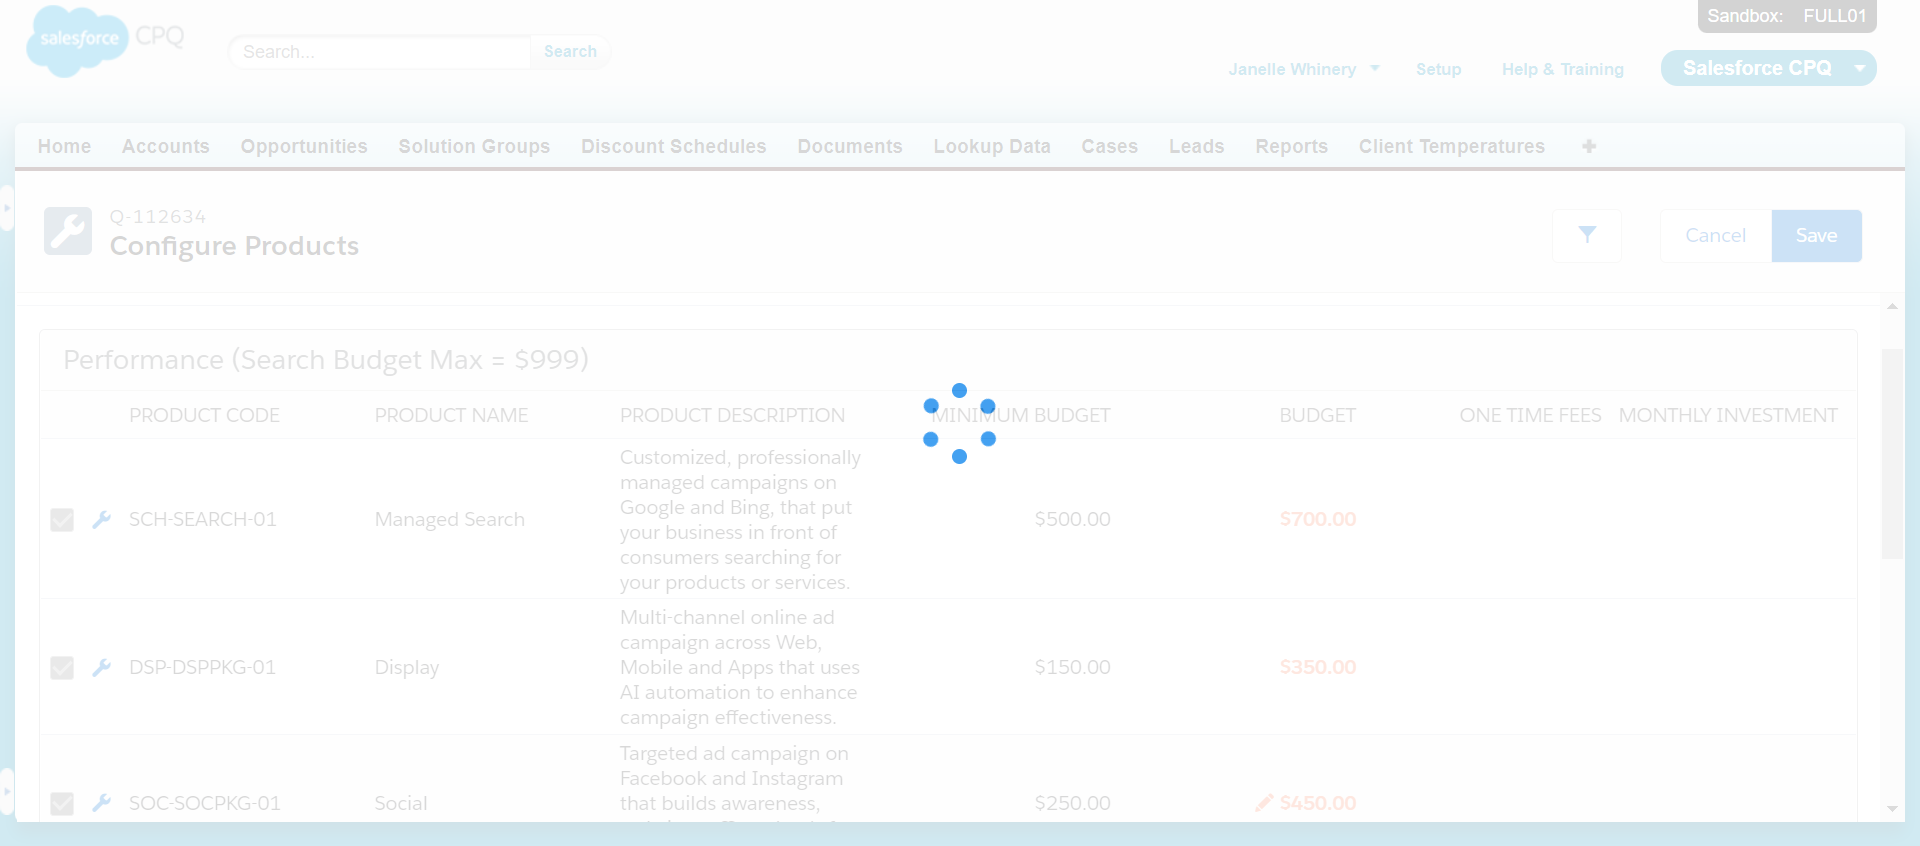 Sandbox: FULL01
salesforce CPQ
Search... Search
Janelle Whinery Setup Help & Training Salesforce CPQ
Home Accounts Opportunities Solution Groups Discount Schedules Documents Lookup Data Cases Leads Reports Client Temperatures
Q-112634
Configure Products
Cancel Save
Performance (Search Budget Max = $999)
PRODUCT CODE PRODUCT NAME PRODUCT DESCRIPTION MINIMUM BUDGET BUDGET ONE TIME FEES MONTHLY INVESTMENT
Customized, professionally
managed campaigns on
Google and Bing, that put
SCH-SEARCH-01 Managed Search $500.00 $700.00
your business in front of
consumers searching for
your products or services.
Multi-channel online ad
campaign across Web,
Mobile and Apps that uses
DSP-DSPPKG-01 Display $150.00 $350.00
AI automation to enhance
campaign effectiveness.
Targeted ad campaign on
Facebook and Instagram
that builds awareness,
SOC-SOCPKG-01 Social $250.00 $450.00